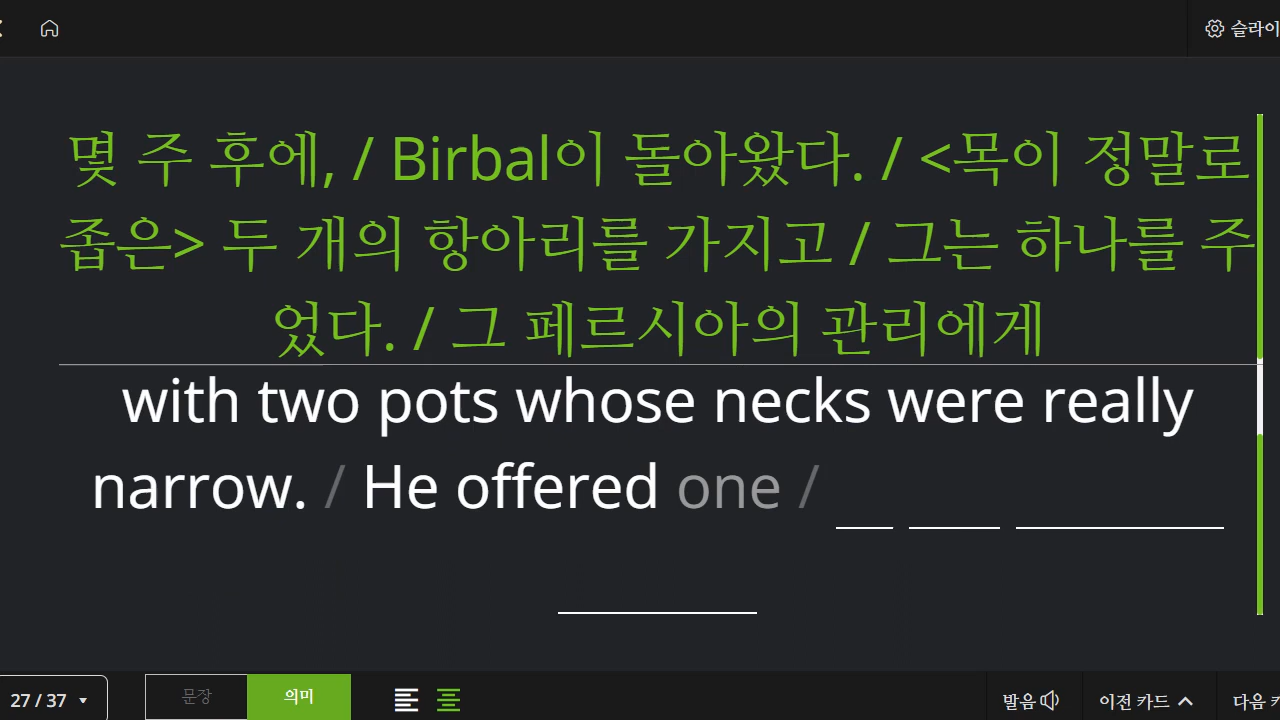 슬라이
몇 주 후에, / Birbal이 돌아왔다. / <목이 정말로
좁은> 두 개의 항아리를 가지고 / 그는 하나를 주
었다. / 그 페르시아의 관리에게
with two pots whose necks were really
narrow. / He offered one /
27 / 37
문장
의미
발음
이전 카드
다음 카